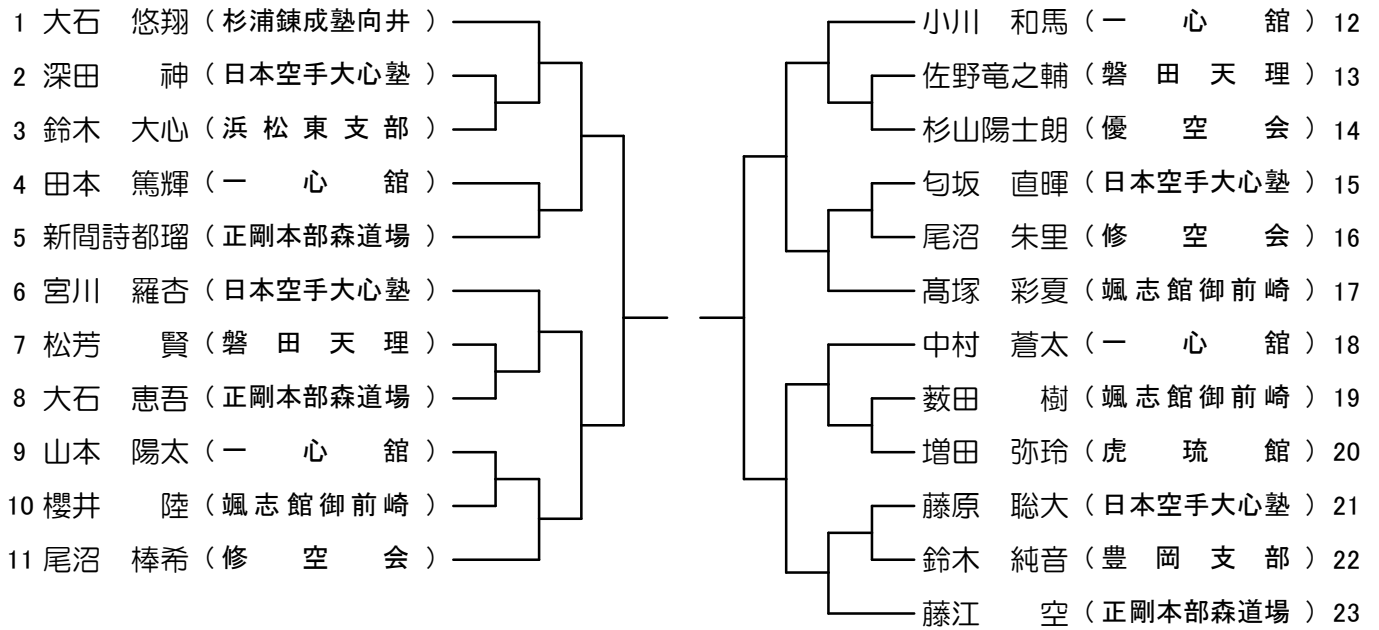 1 大石 悠翔 ( 杉浦錬成塾向井 )
2 深田 神 ( 日本空手大心塾 )
3 鈴木 大心 ( 浜松東支部 )
4 田本 篤輝 ( 一心舘 )
5 新間詩都瑠 ( 正剛本部森道場 )
6 宮川 羅杏 ( 日本空手大心塾 )
7 松芳 賢 ( 磐田天理 )
8 大石 恵吾 ( 正剛本部森道場 )
9 山本 陽太 ( 一心舘 )
10 櫻井 陸 ( 颯志館御前崎 )
11 尾沼 棒希 ( 修空会 )
小川 和馬 ( 一心舘 ) 12
佐野竜之輔 ( 磐田天理 ) 13
杉山陽士朗 ( 優空会 ) 14
匂坂 直暉 ( 日本空手大心塾 ) 15
尾沼 朱里 ( 修空会 ) 16
髙塚 彩夏 ( 颯志館御前崎 ) 17
中村 蒼太 ( 一心舘 ) 18
薮田 樹 ( 颯志館御前崎 ) 19
増田 弥玲 ( 虎琉館 ) 20
藤原 聡大 ( 日本空手大心塾 ) 21
鈴木 純音 ( 豊岡支部 ) 22
藤江 空 ( 正剛本部森道場 ) 23